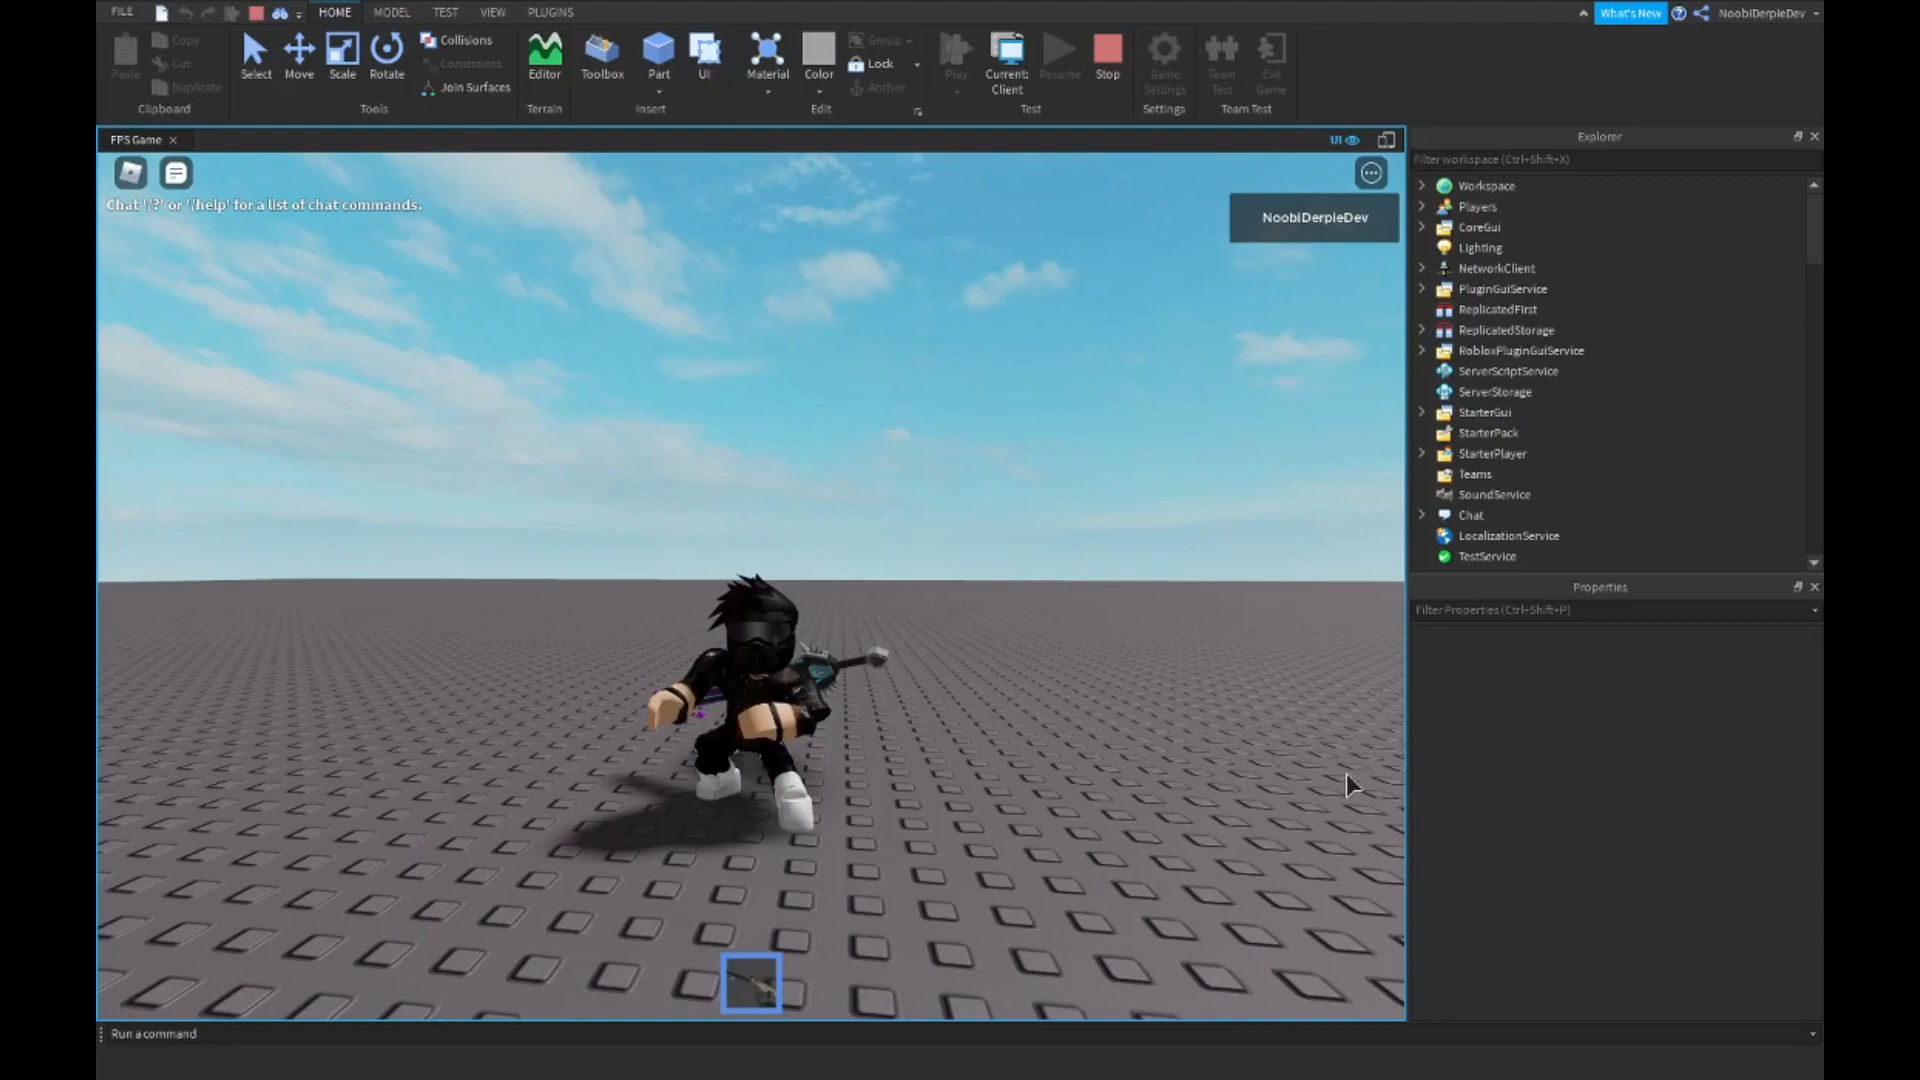 FILE HOME MODEL TEST VIEW PLUGINS What's New NoobiDerpieDev
Paste Copy Cut Duplicate Clipboard
Select Move Scale Rotate Collisions Constraints Join Surfaces Tools
Editor Terrain
Toolbox Part UI Insert
Material Color Group Lock Anchor Edit
Play Current: Client Resume Stop Test
Game Settings Settings
Team Test Exit Game Team Test
FPS Game
UI
Chat '/?' or '/help' for a list of chat commands.
NoobiDerpieDev
Explorer
Filter workspace (Ctrl+Shift+X)
Workspace
Players
CoreGui
Lighting
NetworkClient
PluginGuiService
ReplicatedFirst
ReplicatedStorage
RobloxPluginGuiService
ServerScriptService
ServerStorage
StarterGui
StarterPack
StarterPlayer
Teams
SoundService
Chat
LocalizationService
TestService
Properties
Filter Properties (Ctrl+Shift+P)
Run a command